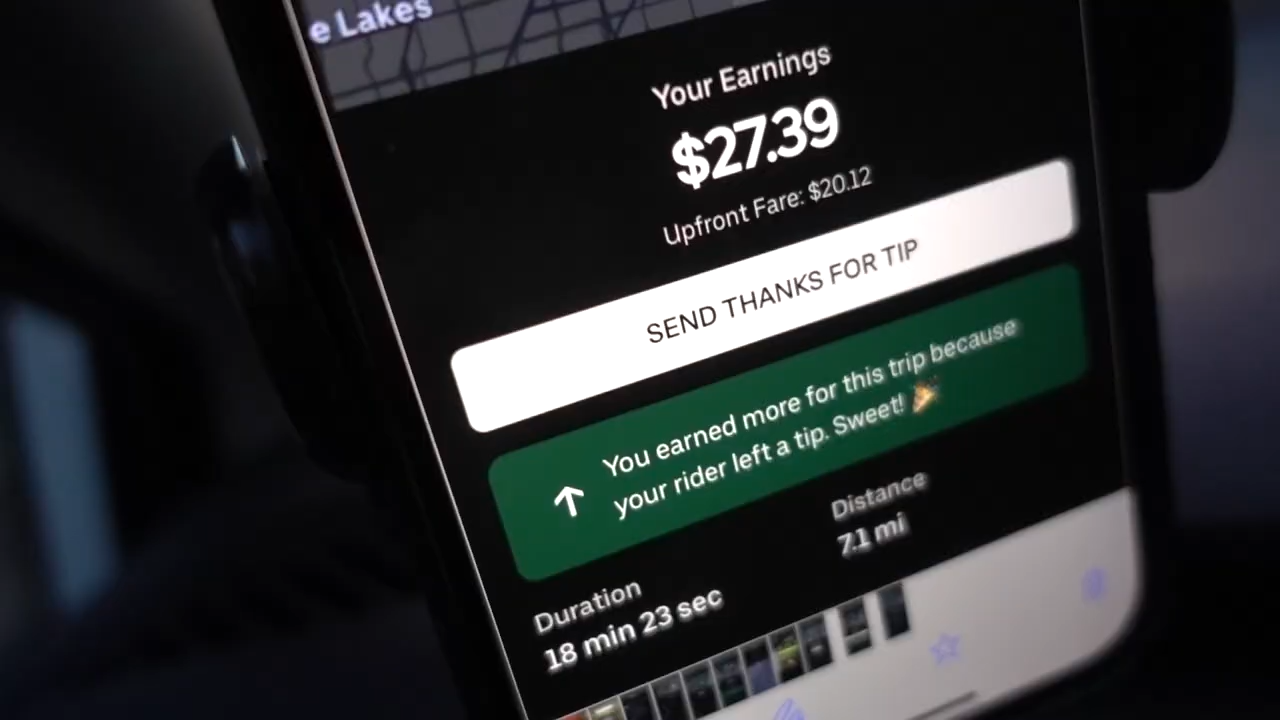 e Lakes
Your Earnings
$27.39
Upfront Fare: $20.12
SEND THANKS FOR TIP
You earned more for this trip because
your rider left a tip. Sweet! 🎉
Duration
18 min 23 sec
Distance
7.1 mi